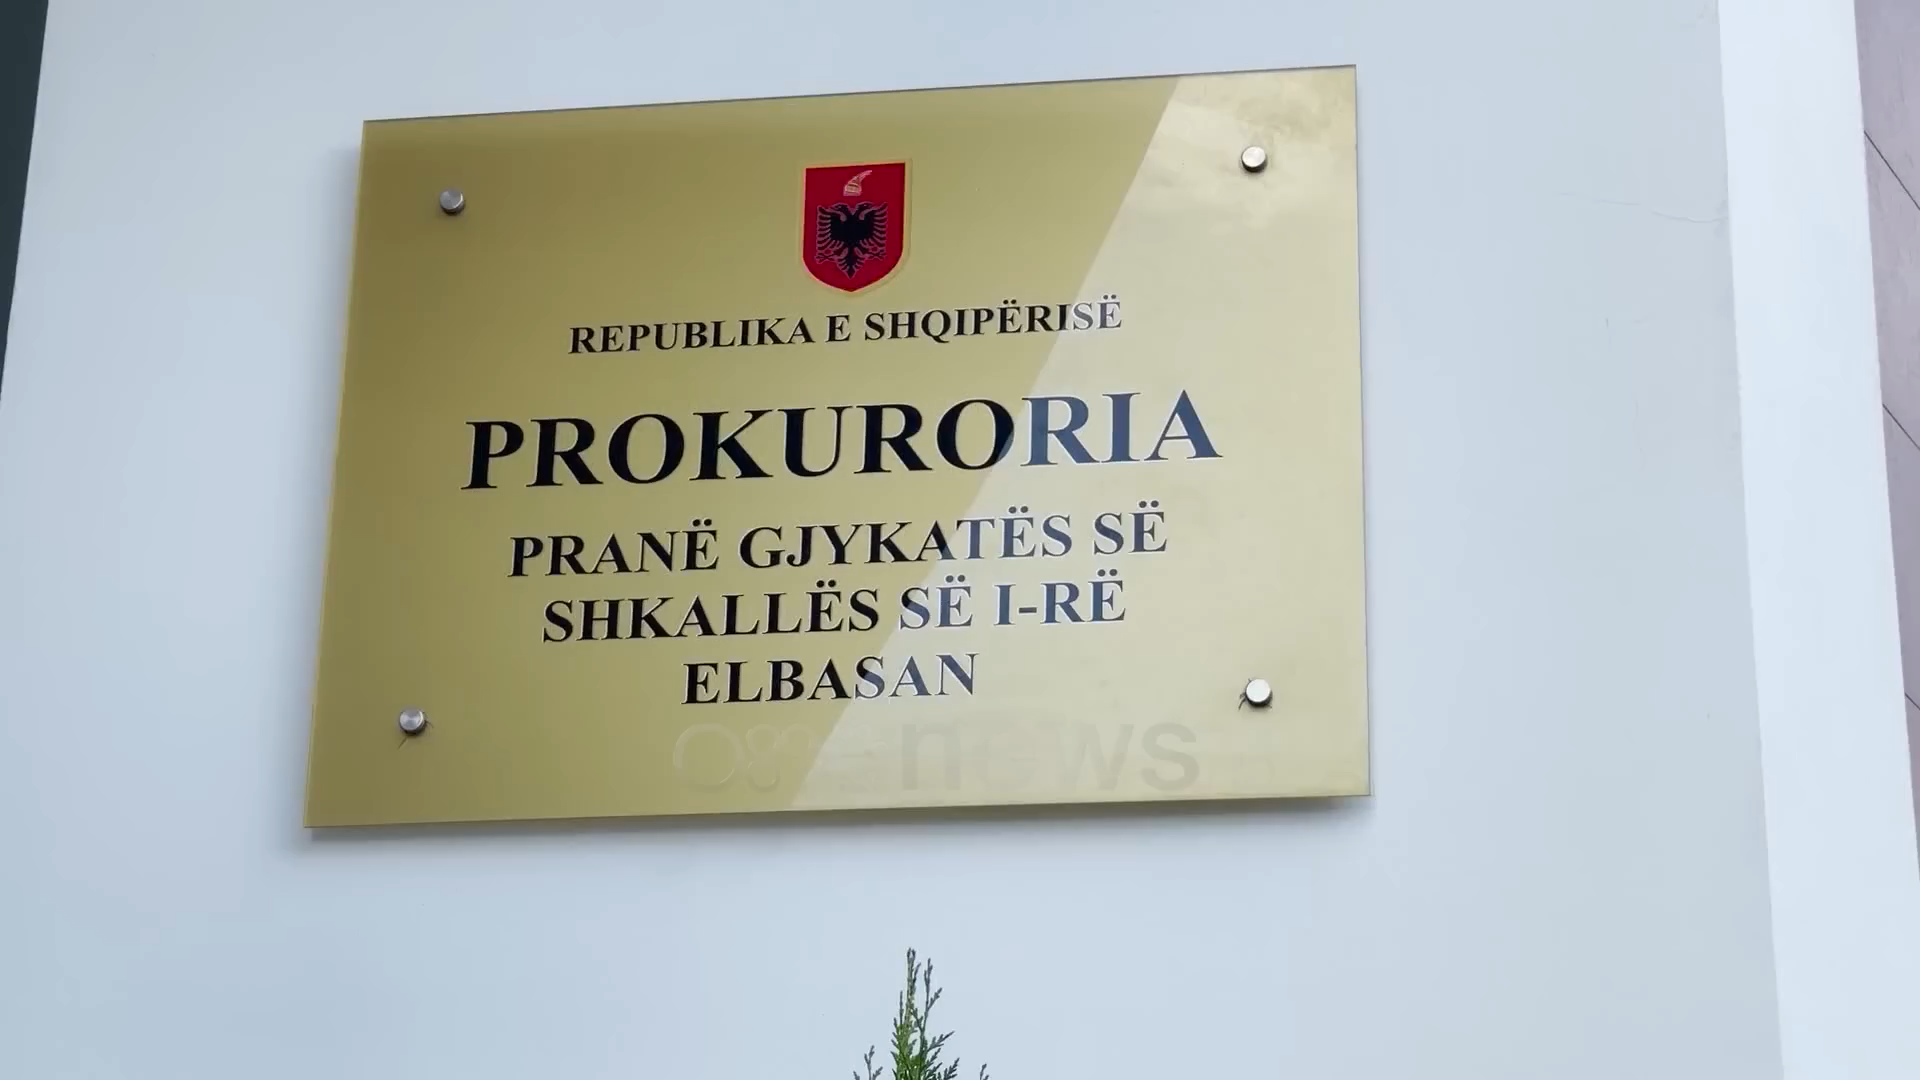 REPUBLIKA E SHQIPËRISË
PROKURORIA
PRANË GJYKATËS SË
SHKALLËS SË I-RË
ELBASAN
news